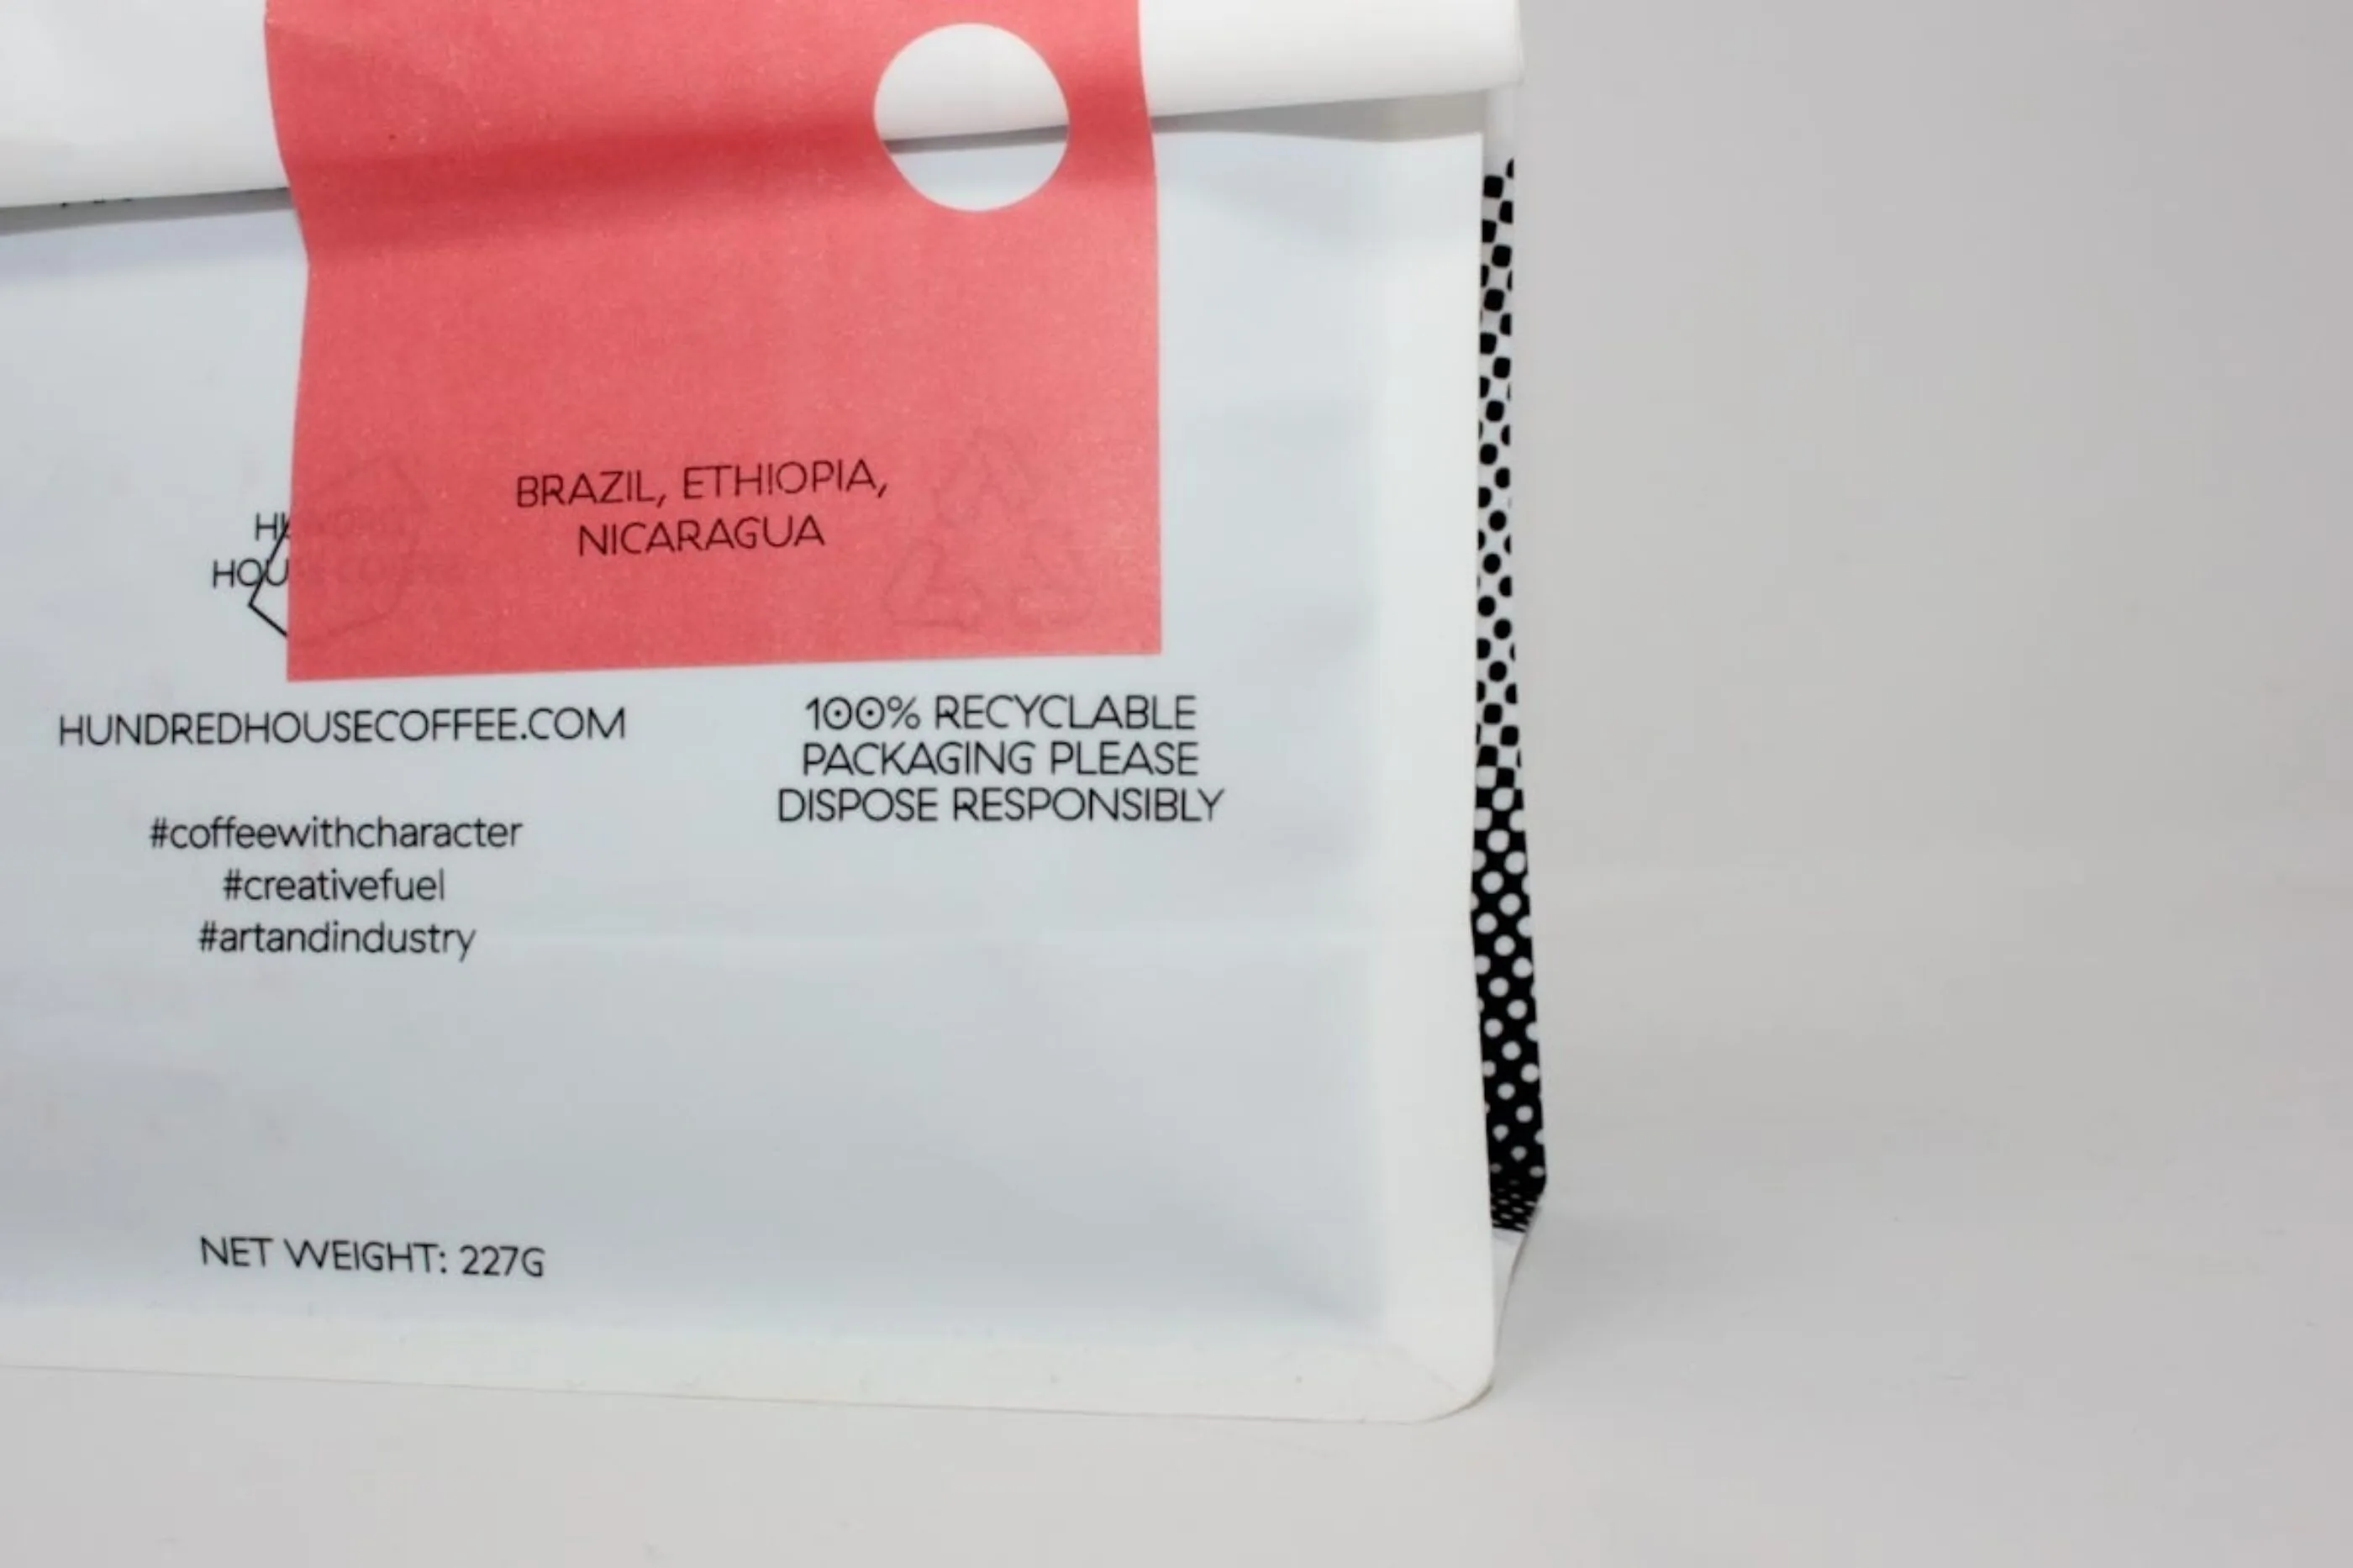 BRAZIL, ETHIOPIA,
NICARAGUA
HUNDREDHOUSECOFFEE.COM
#coffeewithcharacter
#creativefuel
#artandindustry
100% RECYCLABLE
PACKAGING PLEASE
DISPOSE RESPONSIBLY
NET WEIGHT: 227G